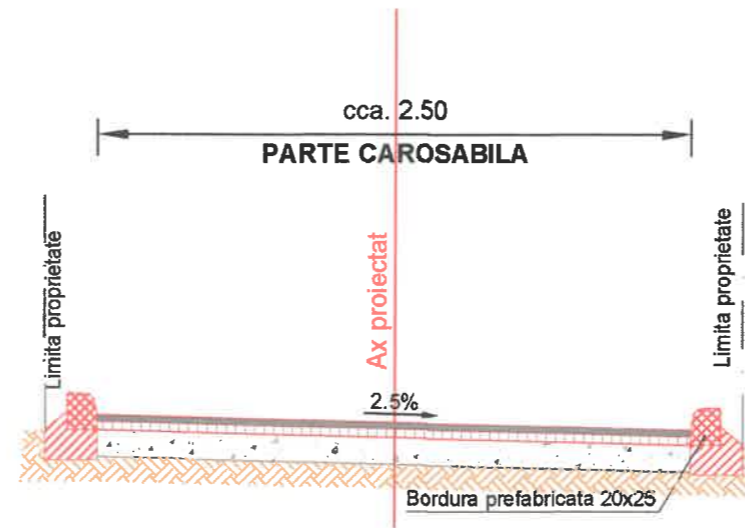 cca. 2.50
PARTE CAROSABILA
Limita proprietate
Ax proiectat
Limita proprietate
2.5%
Bordura prefabricata 20x25